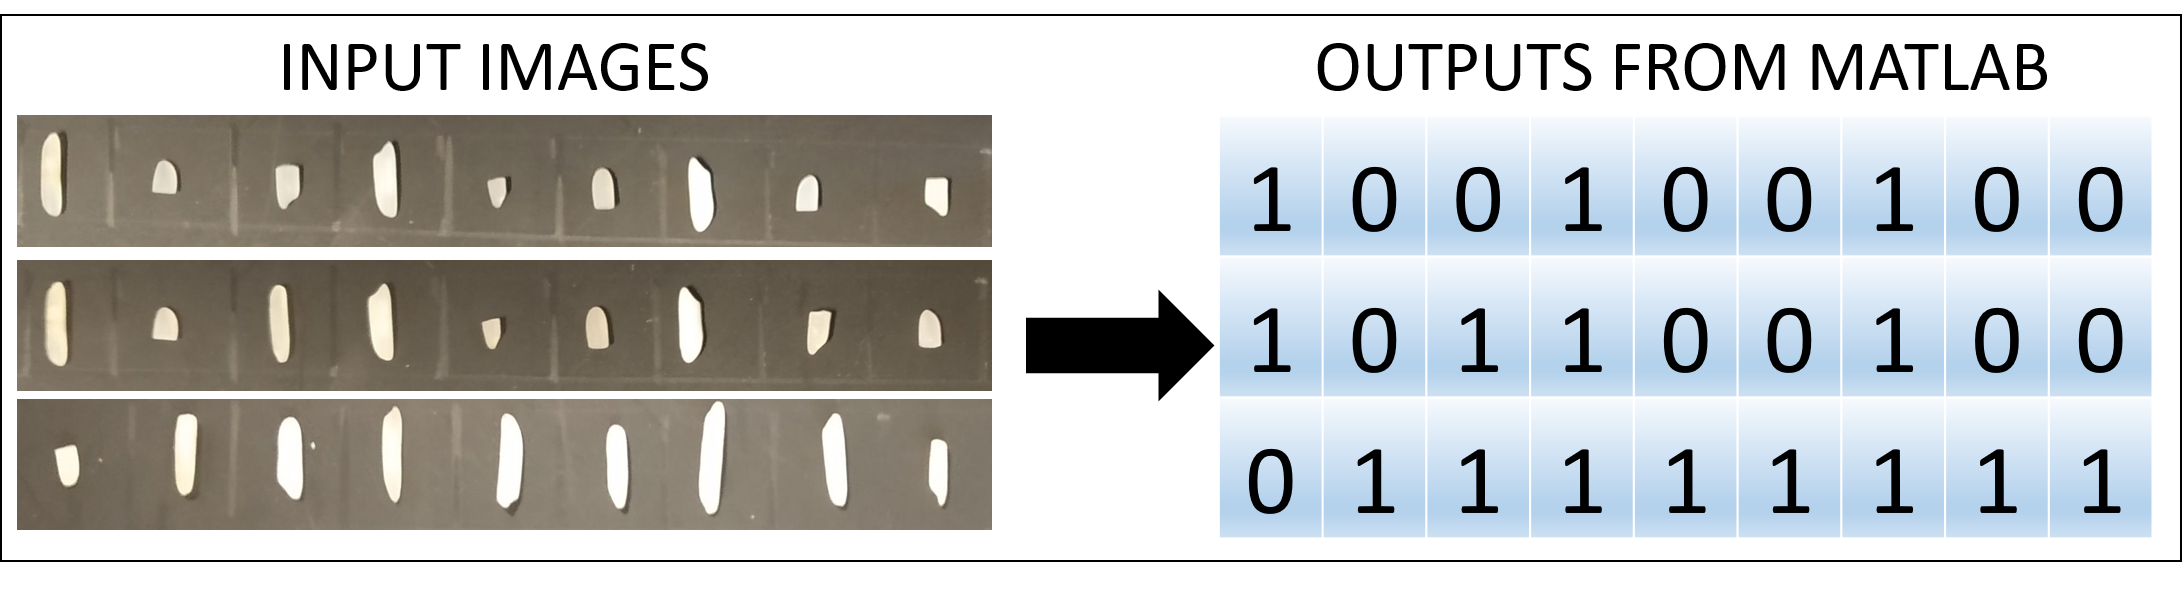 INPUT IMAGES
OUTPUTS FROM MATLAB
1 0 0 1 0 0 1 0 0
1 0 1 1 0 0 1 0 0
0 1 1 1 1 1 1 1 1